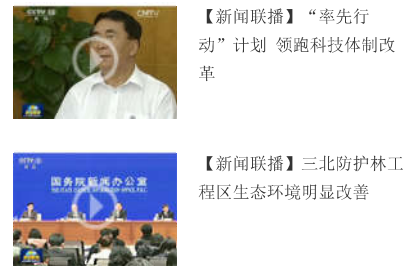 【新闻联播】“率先行
动”计划 领跑科技体制改
革
【新闻联播】三北防护林工
程区生态环境明显改善
国务院新闻办公室